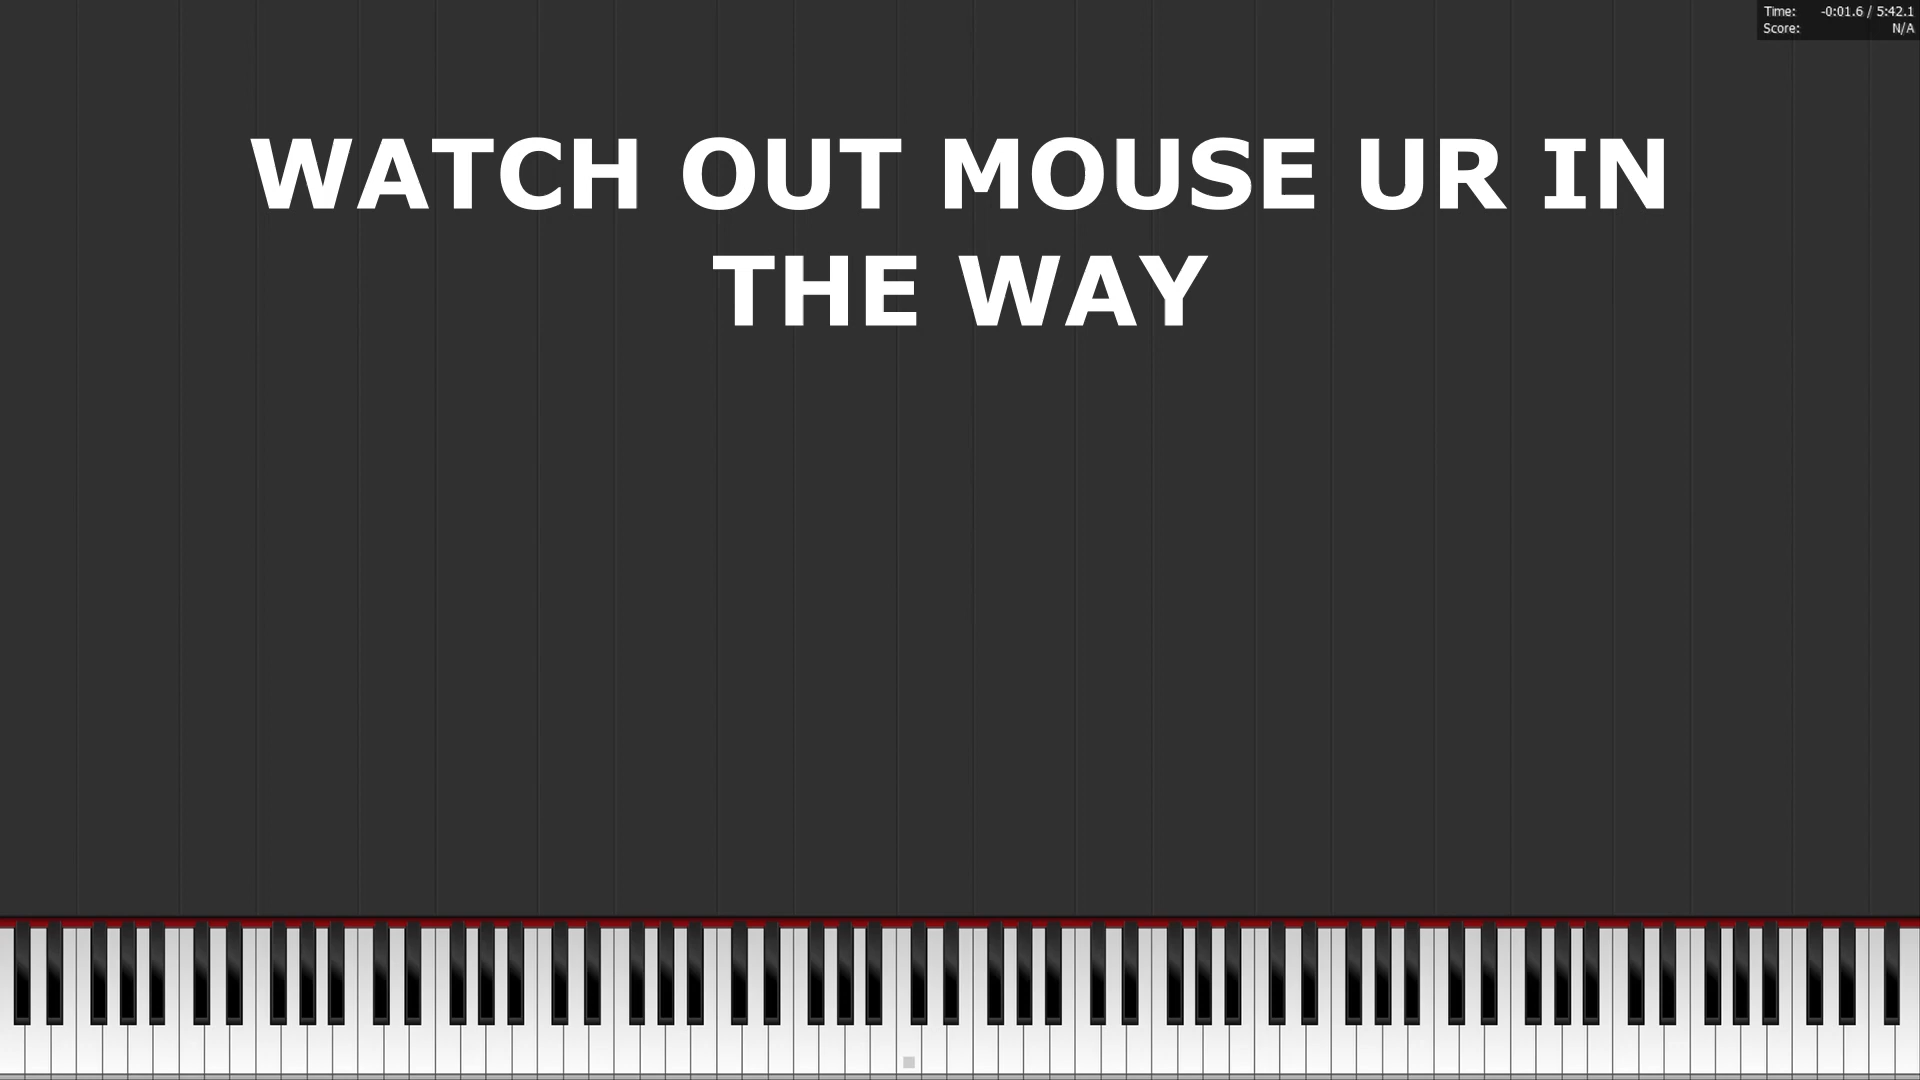 Time: -0:01.6 / 5:42.1
Score: N/A
WATCH OUT MOUSE UR IN
THE WAY